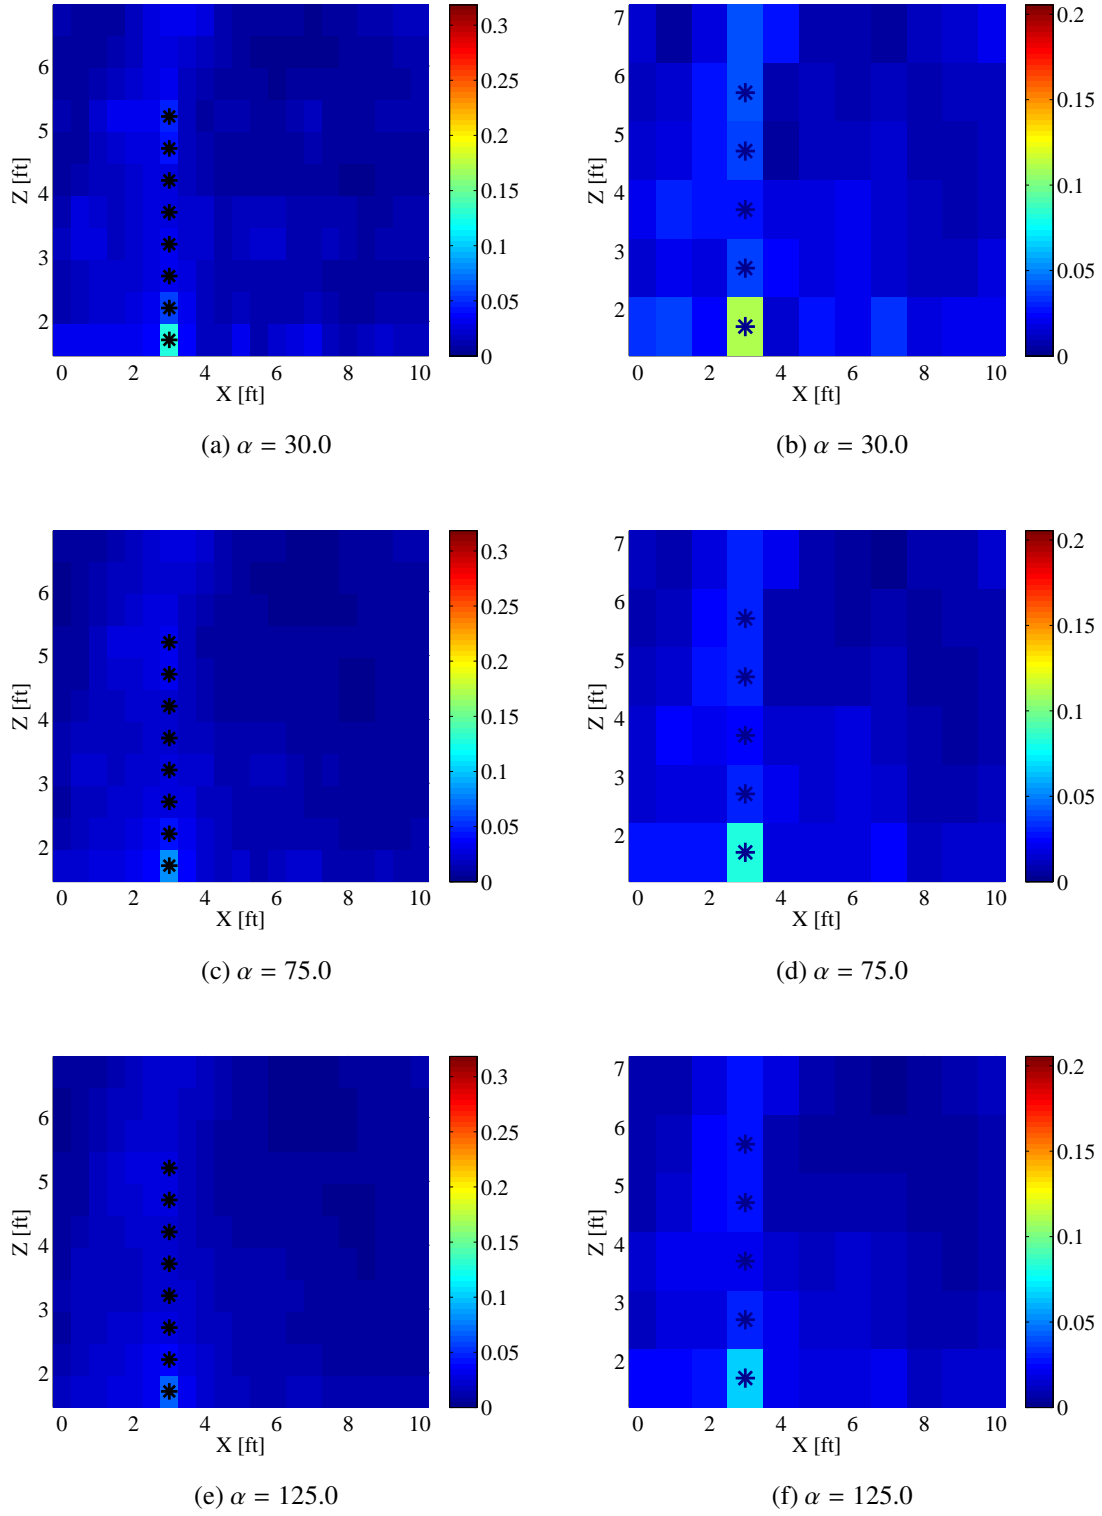 0.3
0.25
0.2
0.15
0.1
0.05
0
6
5
4
3
2
Z [ft]
0 2 4 6 8 10
X [ft]
(a) α = 30.0
0.2
0.15
0.1
0.05
0
7
6
5
4
3
2
Z [ft]
0 2 4 6 8 10
X [ft]
(b) α = 30.0
0.3
0.25
0.2
0.15
0.1
0.05
0
6
5
4
3
2
Z [ft]
0 2 4 6 8 10
X [ft]
(c) α = 75.0
0.2
0.15
0.1
0.05
0
7
6
5
4
3
2
Z [ft]
0 2 4 6 8 10
X [ft]
(d) α = 75.0
0.3
0.25
0.2
0.15
0.1
0.05
0
6
5
4
3
2
Z [ft]
0 2 4 6 8 10
X [ft]
(e) α = 125.0
0.2
0.15
0.1
0.05
0
7
6
5
4
3
2
Z [ft]
0 2 4 6 8 10
X [ft]
(f) α = 125.0